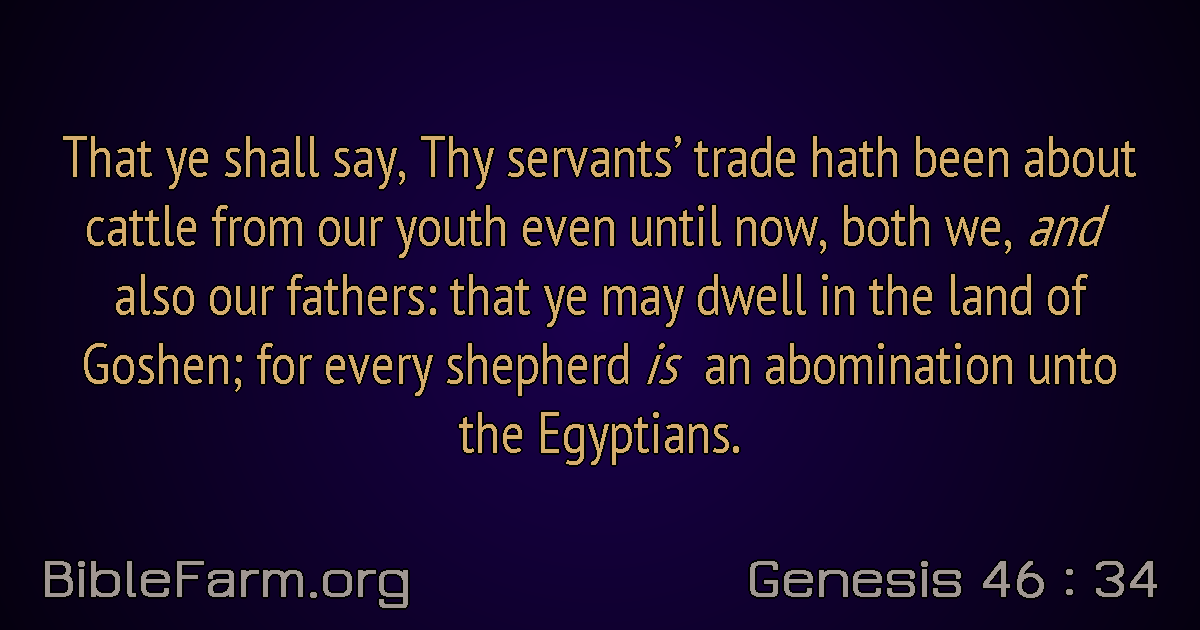 That ye shall say, Thy servants’ trade hath been about
cattle from our youth even until now, both we, and
also our fathers: that ye may dwell in the land of
Goshen; for every shepherd is an abomination unto
the Egyptians.
BibleFarm.org
Genesis 46 : 34